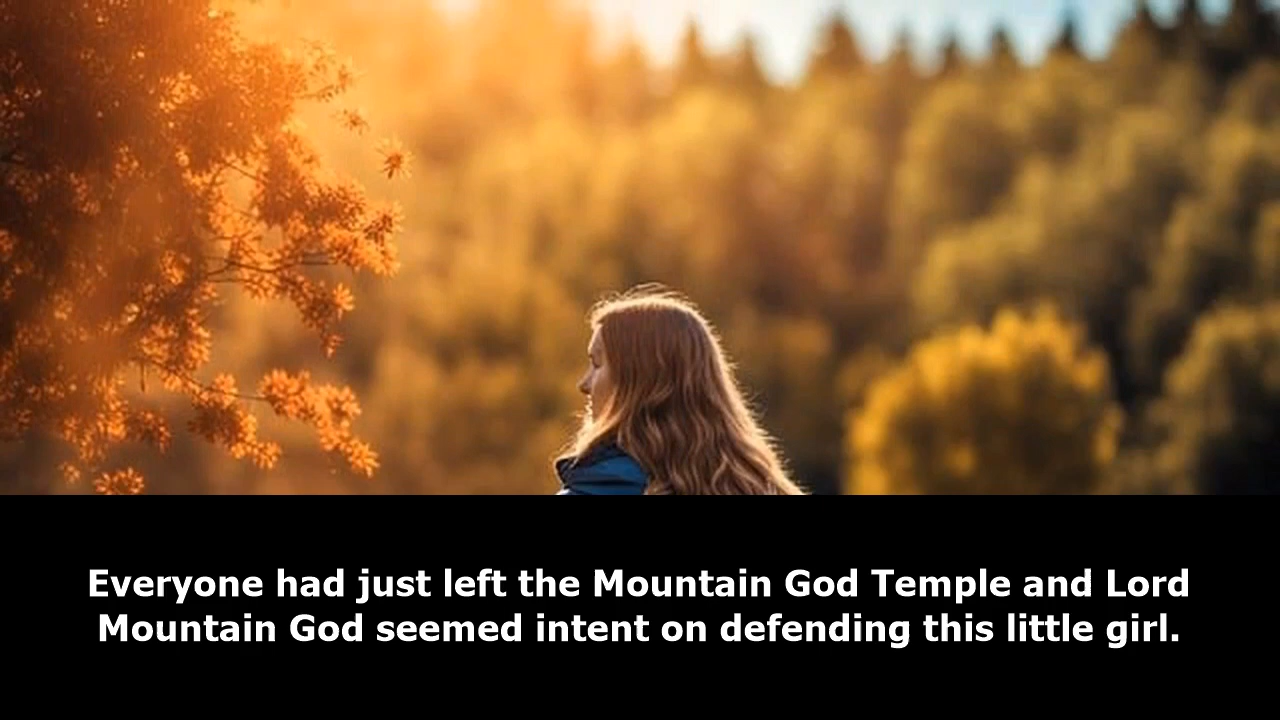 Everyone had just left the Mountain God Temple and Lord
Mountain God seemed intent on defending this little girl.